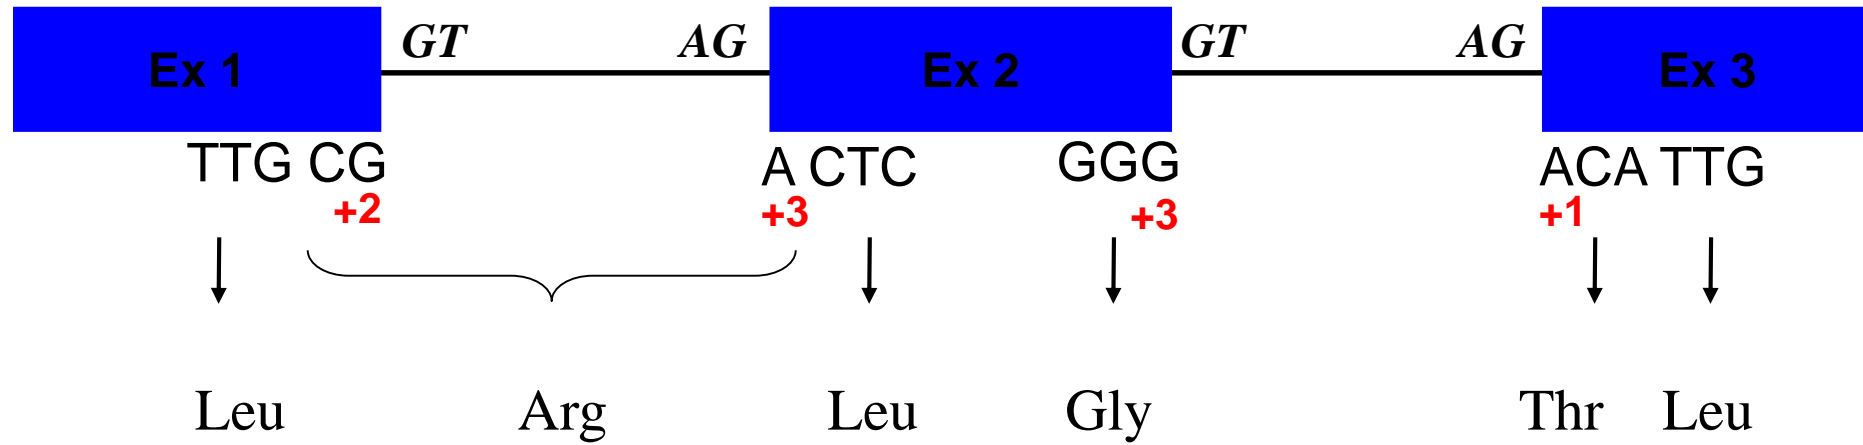 GT AG GT AG
Ex 1 Ex 2 Ex 3
TTG CG A CTC GGG ACA TTG
+2 +3 +3 +1
Leu Arg Leu Gly Thr Leu